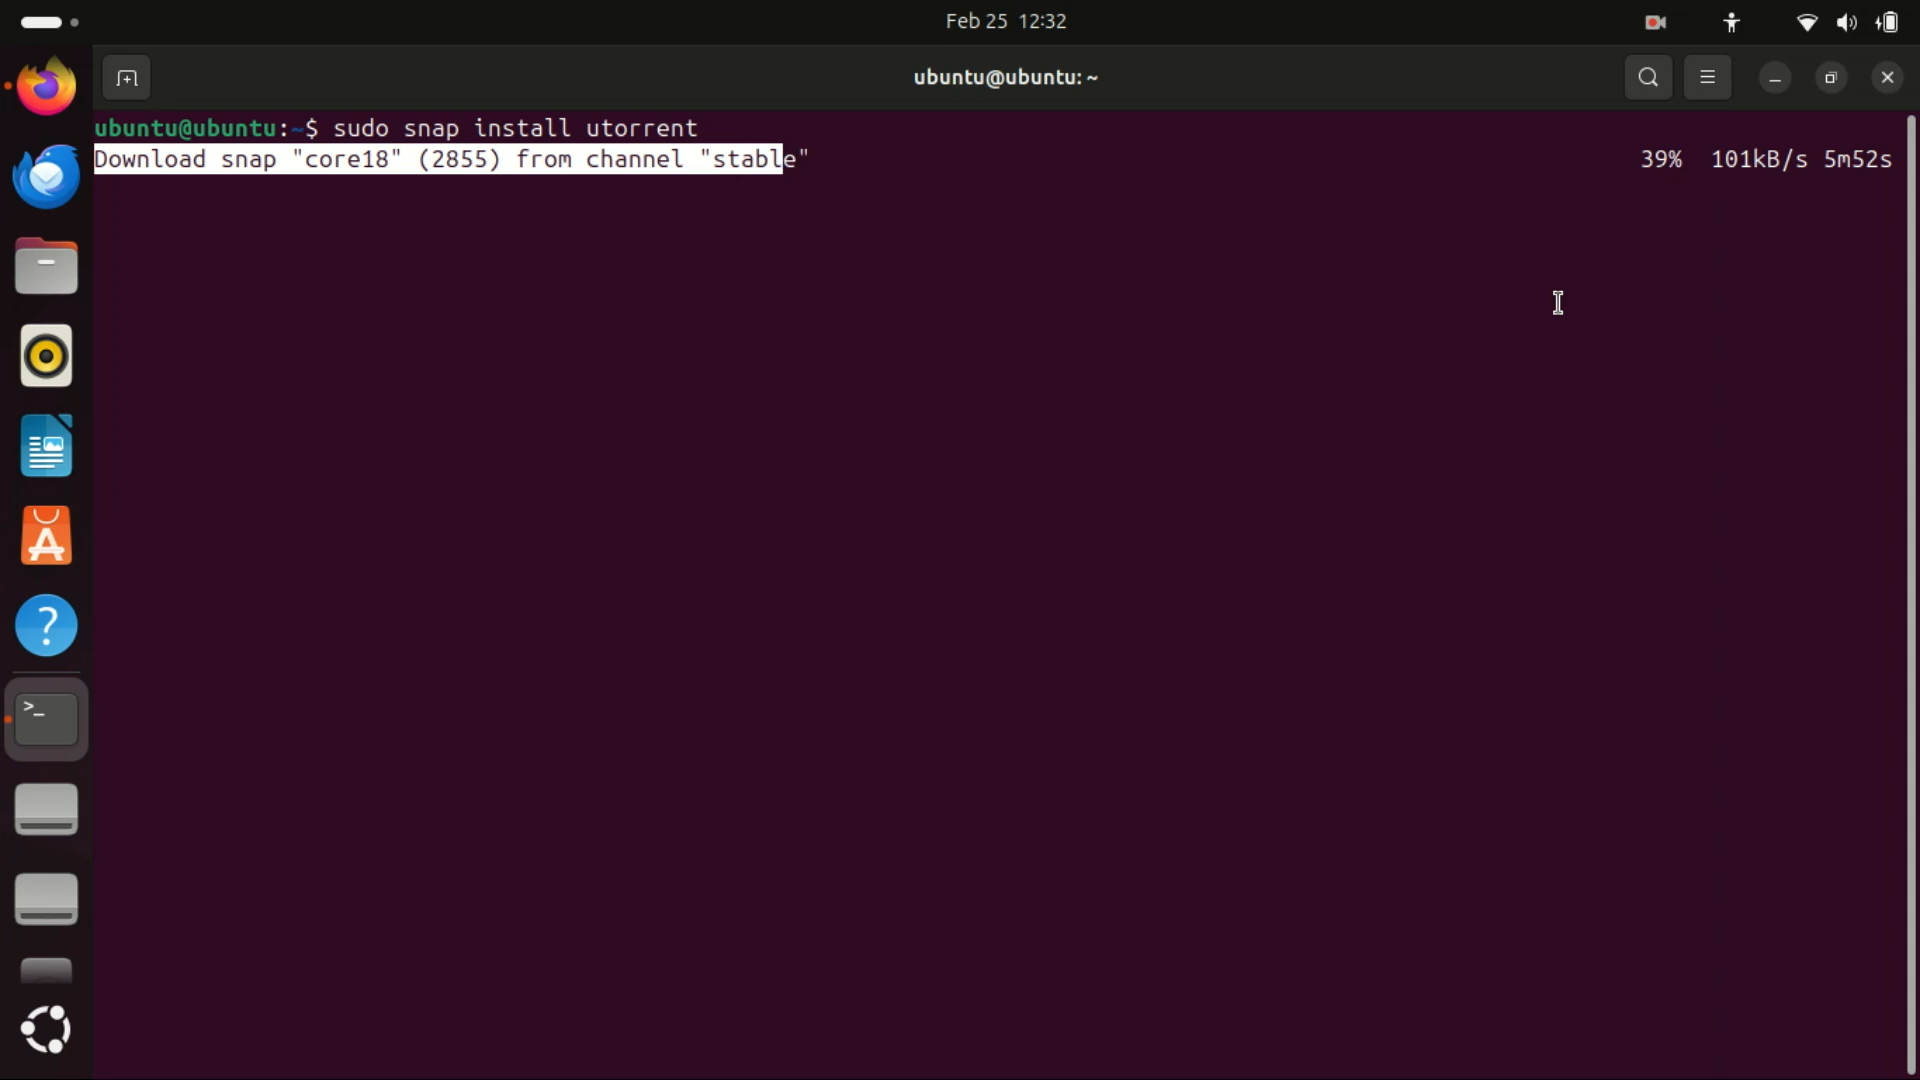 Feb 25 12:32
ubuntu@ubuntu: ~
ubuntu@ubuntu:~$ sudo snap install utorrent
Download snap "core18" (2855) from channel "stable" 39% 101kB/s 5m52s